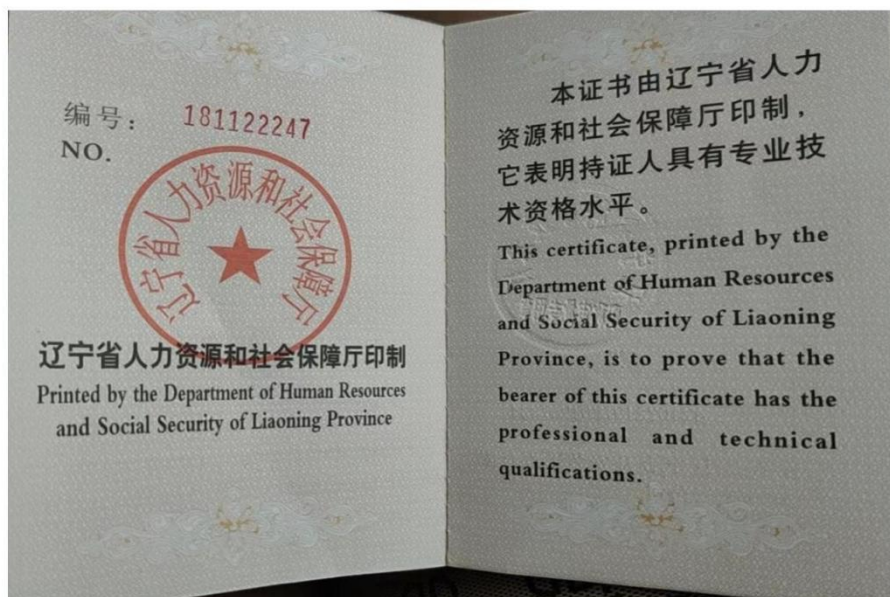 编号： 181122247
NO.
辽宁省人力资源和社会保障厅
辽宁省人力资源和社会保障厅印制
Printed by the Department of Human Resources
and Social Security of Liaoning Province
本证书由辽宁省人力
资源和社会保障厅印制，
它表明持证人具有专业技
术资格水平。
This certificate, printed by the
Department of Human Resources
and Social Security of Liaoning
Province, is to prove that the
bearer of this certificate has the
professional and technical
qualifications.